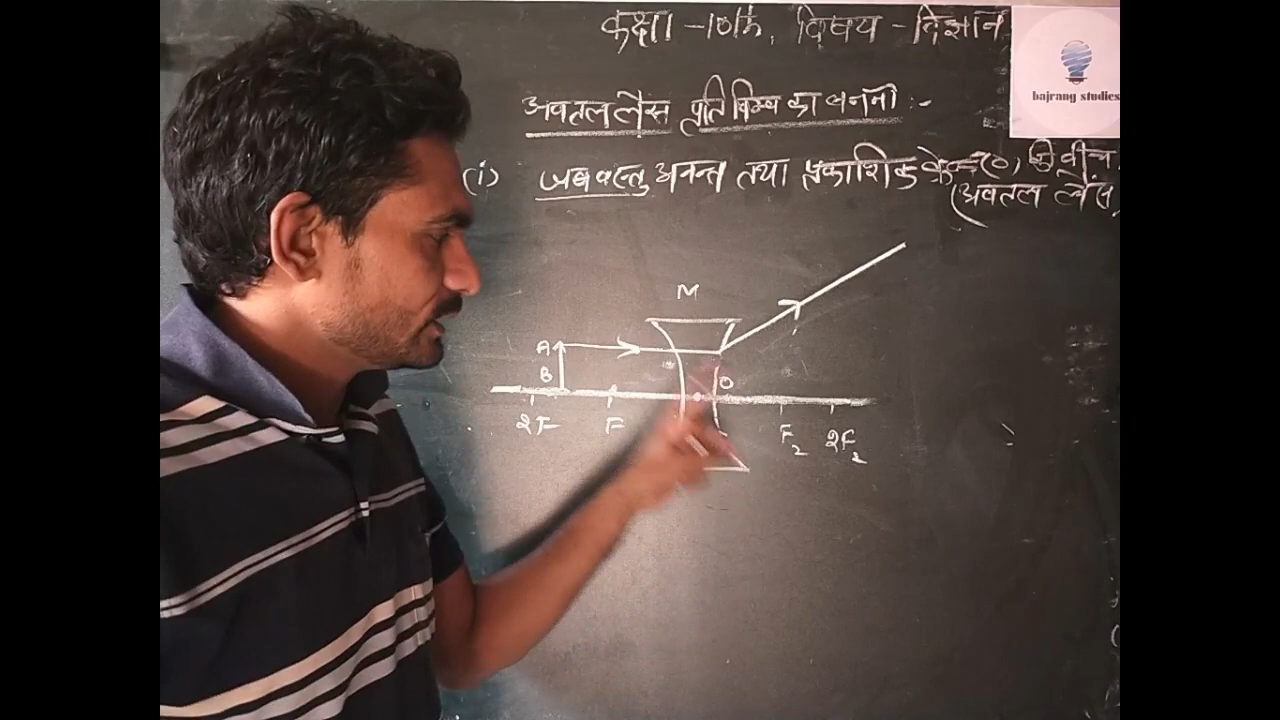 कक्षा -10th, विषय - विज्ञान
bajrang studies
अवतल लैंस प्रतिबिम्ब का बनना :-
(i) जब वस्तु अनन्त तथा प्रकाशिक केन्द्र (O) के बीच
(अवतल लैंस
M
A
B
O
2F
F
F₂
2F₂